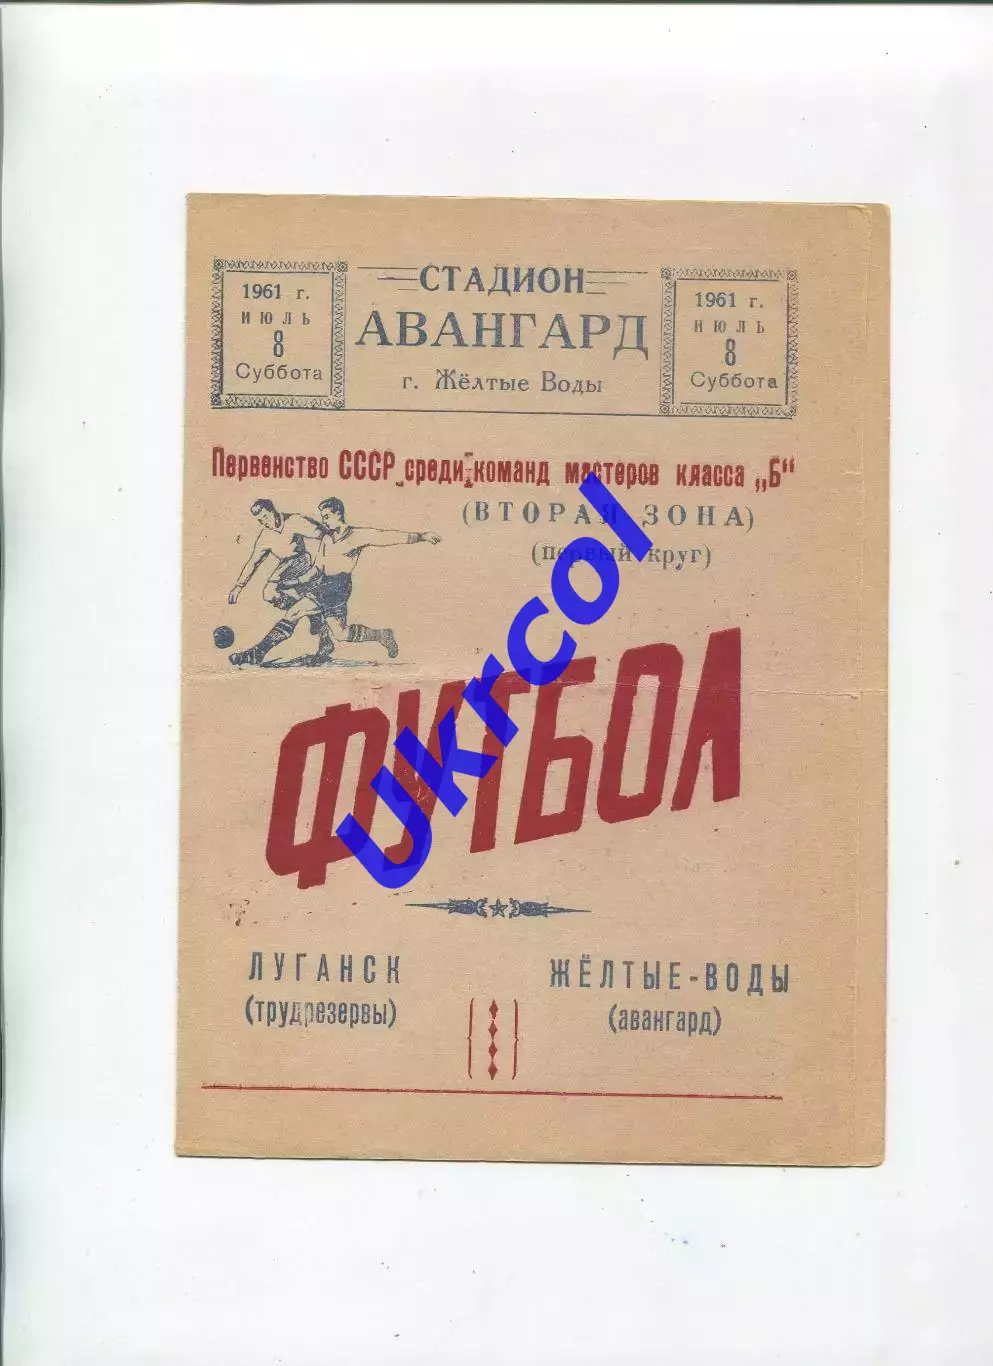 СТАДИОН
АВАНГАРД
г. Жёлтые Воды
1961 г.
ИЮЛЬ
8
Суббота
1961 г.
ИЮЛЬ
8
Суббота
Первенство СССР среди команд мастеров класса „Б“
(ВТОРАЯ ЗОНА)
(первый круг)
ФУТБОЛ
ЛУГАНСК
(трудрезервы)
ЖЁЛТЫЕ-ВОДЫ
(авангард)
Ukrcol